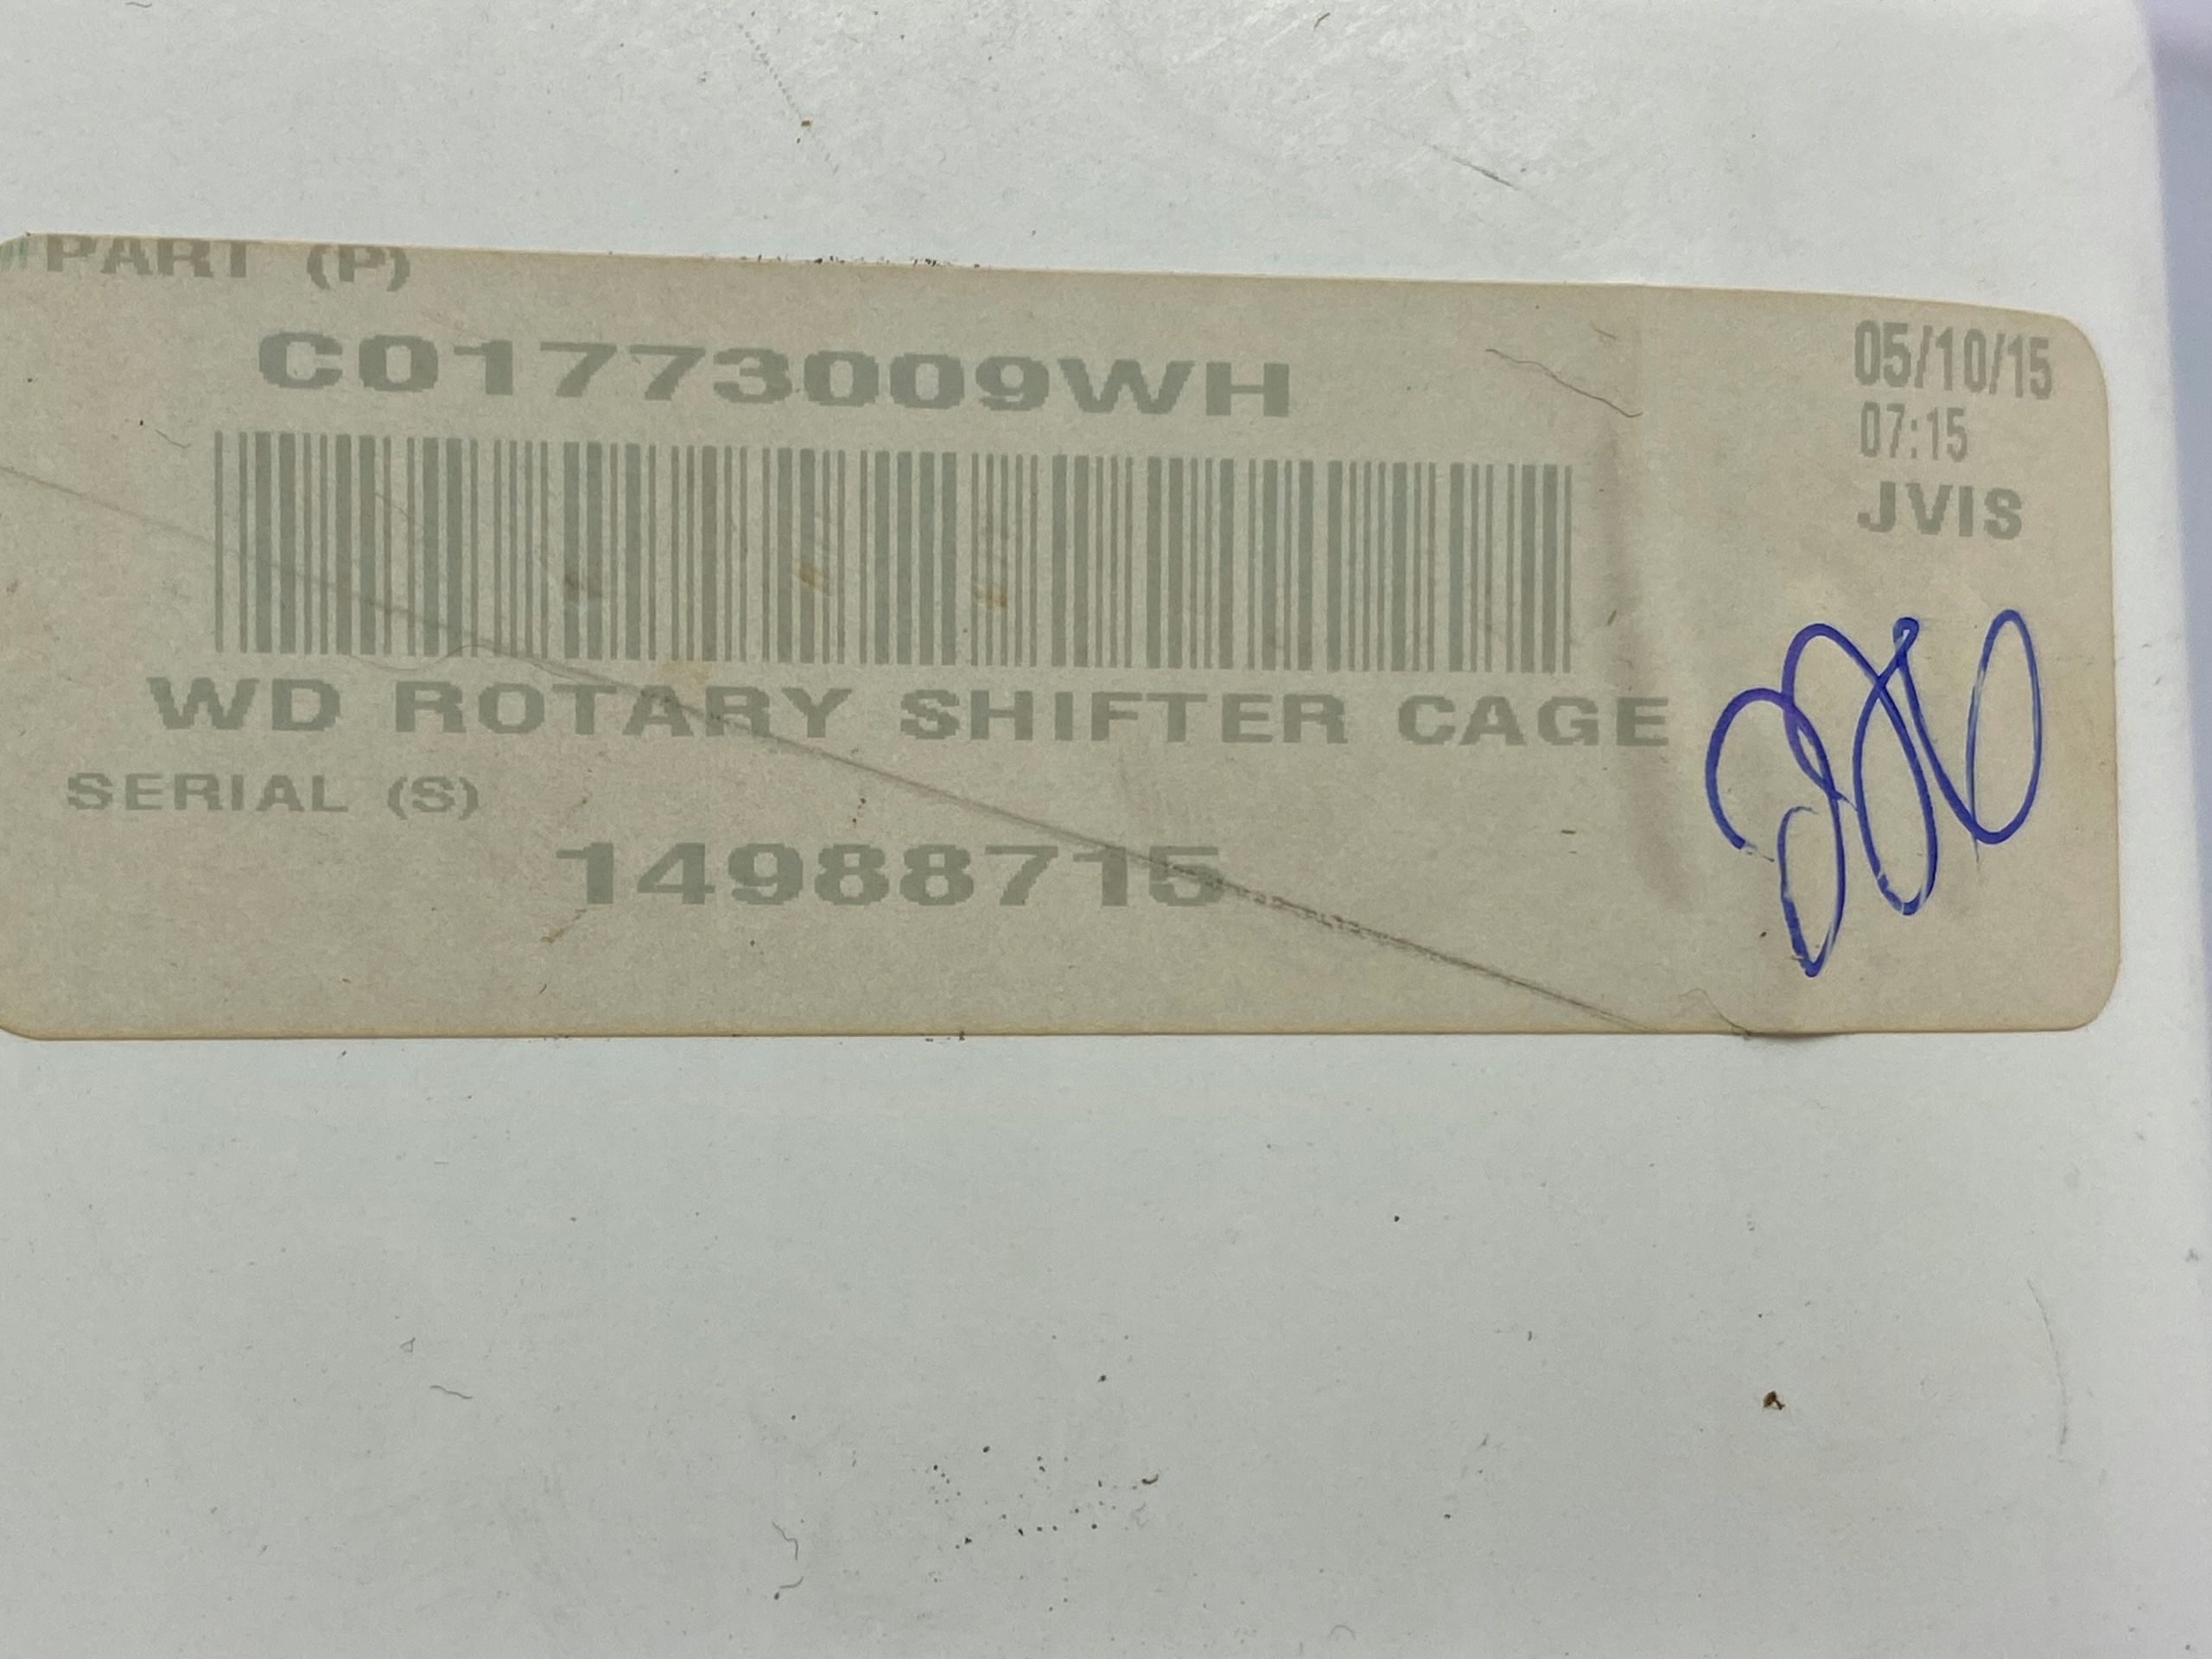 PART (P)
C01773009WH
05/10/15
07:15
JVIS
WD ROTARY SHIFTER CAGE
SERIAL (S)
14988715